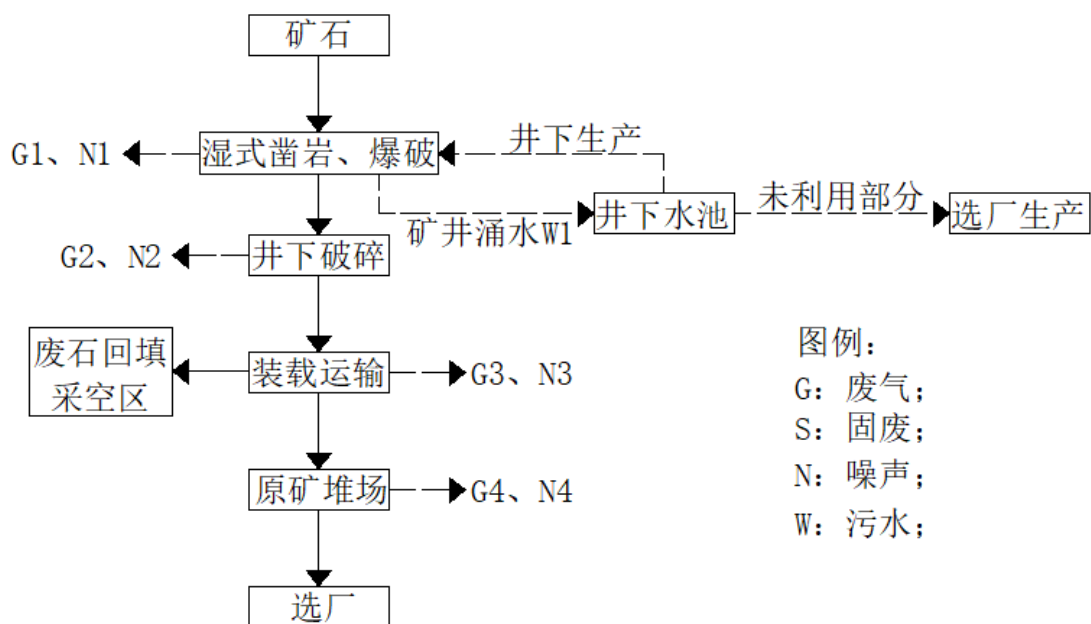 矿石
G1、N1
湿式凿岩、爆破
井下生产
矿井涌水W1
井下水池
未利用部分
选厂生产
G2、N2
井下破碎
废石回填
采空区
装载运输
G3、N3
原矿堆场
G4、N4
选厂
图例：
G：废气；
S：固废；
N：噪声；
W：污水；